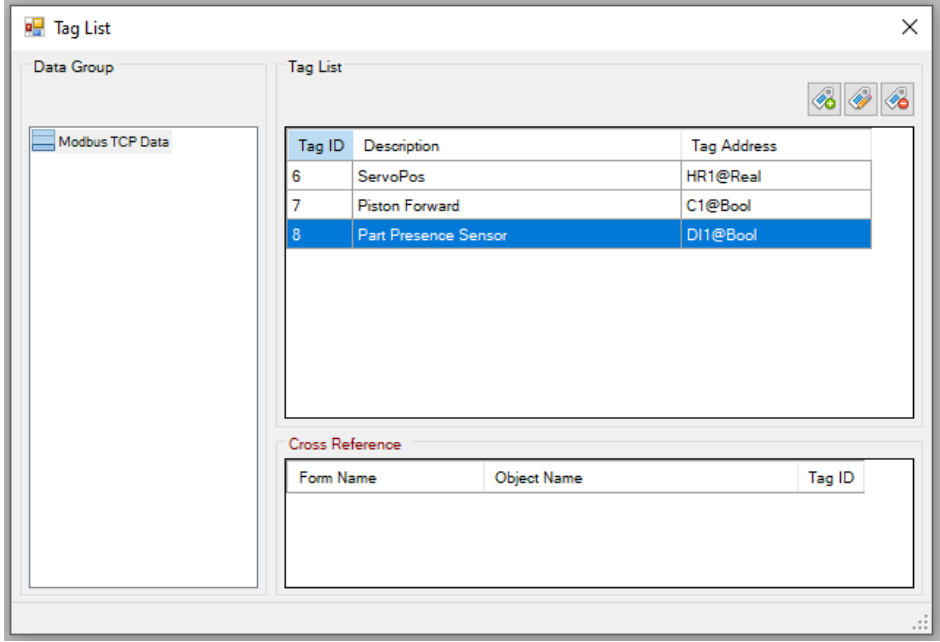 Tag List
Data Group
Tag List
Modbus TCP Data
Tag ID Description Tag Address
6 ServoPos HR1@Real
7 Piston Forward C1@Bool
8 Part Presence Sensor DI1@Bool
Cross Reference
Form Name Object Name Tag ID